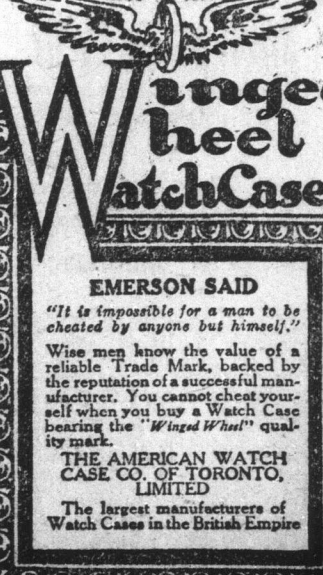 Winged
Wheel
WatchCase
EMERSON SAID
"It is impossible for a man to be
cheated by anyone but himself."
Wise men know the value of a
reliable Trade Mark, backed by
the reputation of a successful man-
ufacturer. You cannot cheat your-
self when you buy a Watch Case
bearing the "Winged Wheel" qual-
ity mark.
THE AMERICAN WATCH
CASE CO. OF TORONTO,
LIMITED
The largest manufacturers of
Watch Cases in the British Empire